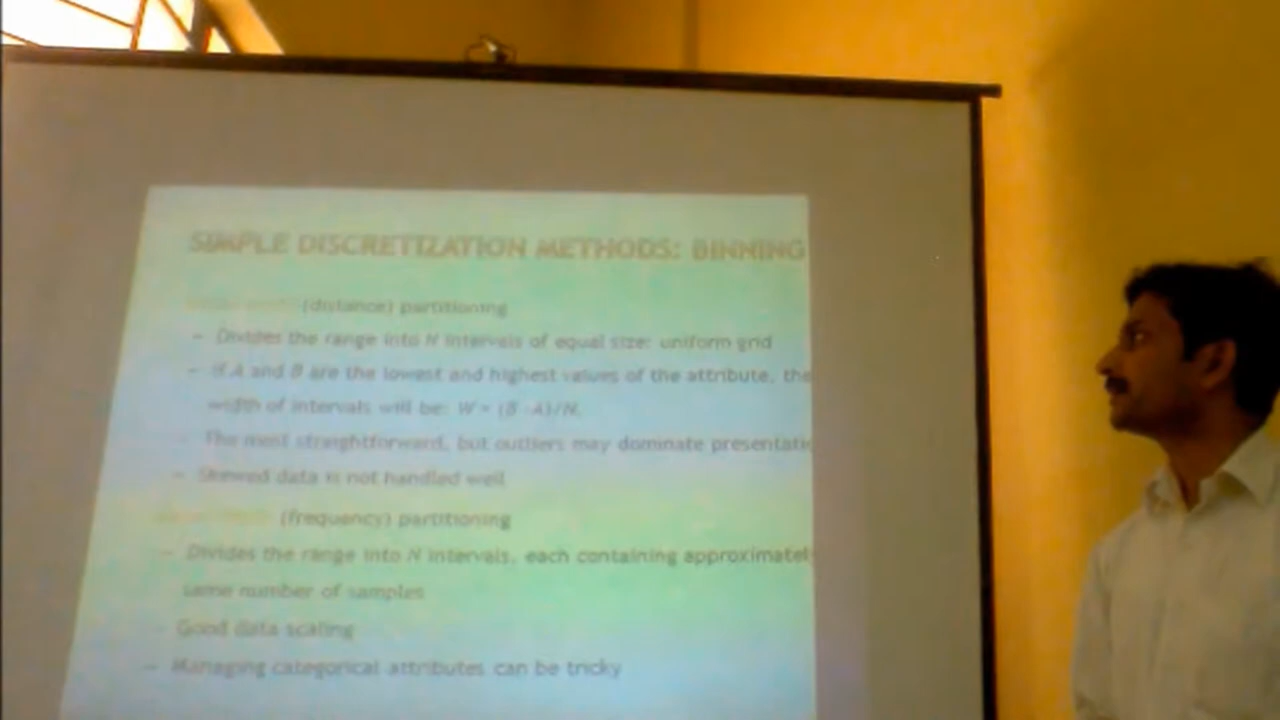 SIMPLE DISCRETIZATION METHODS: BINNING
(distance) partitioning
– Divides the range into N intervals of equal size: uniform grid
– If A and B are the lowest and highest values of the attribute, the
width of intervals will be: W = (B -A)/N.
– The most straightforward, but outliers may dominate presentatio
– Skewed data is not handled well
(frequency) partitioning
– Divides the range into N intervals, each containing approximatel
same number of samples
– Good data scaling
– Managing categorical attributes can be tricky